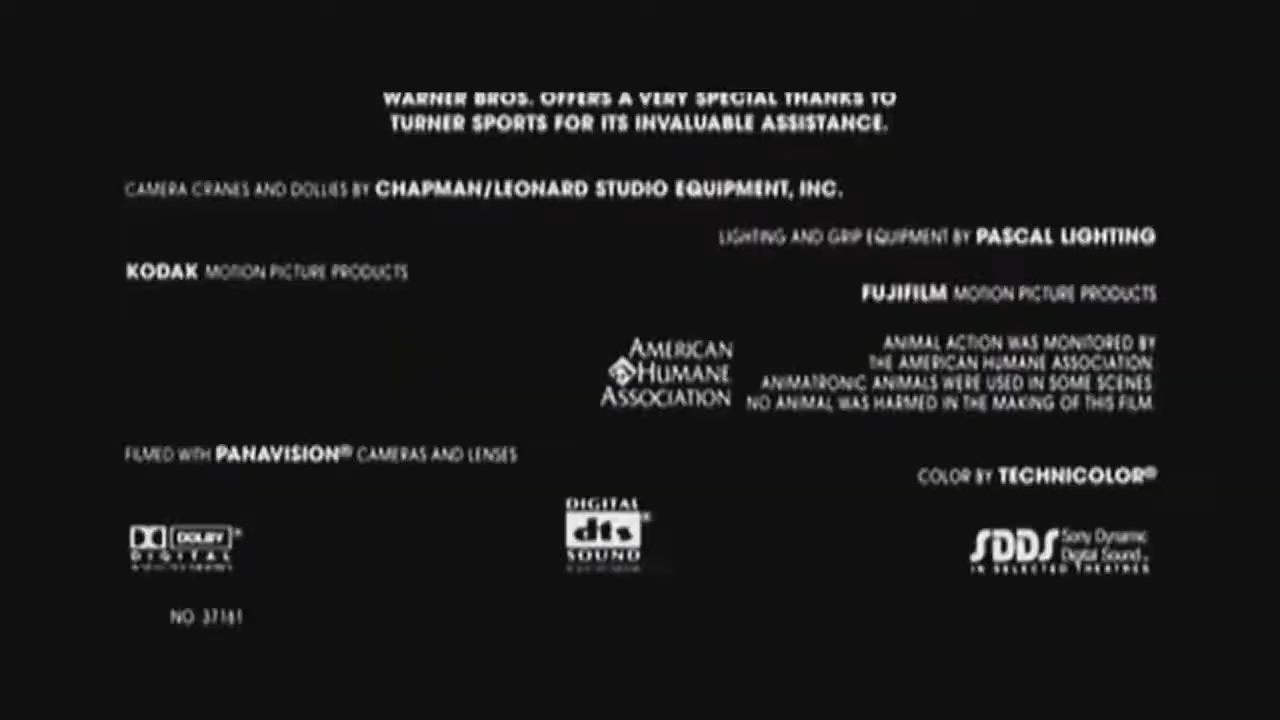 WARNER BROS. OFFERS A VERY SPECIAL THANKS TO
TURNER SPORTS FOR ITS INVALUABLE ASSISTANCE.
CAMERA CRANES AND DOLLIES BY CHAPMAN/LEONARD STUDIO EQUIPMENT, INC.
LIGHTING AND GRIP EQUIPMENT BY PASCAL LIGHTING
KODAK MOTION PICTURE PRODUCTS
FUJIFILM MOTION PICTURE PRODUCTS
AMERICAN
HUMANE
ASSOCIATION
ANIMAL ACTION WAS MONITORED BY
THE AMERICAN HUMANE ASSOCIATION.
ANIMATRONIC ANIMALS WERE USED IN SOME SCENES.
NO ANIMAL WAS HARMED IN THE MAKING OF THIS FILM.
FILMED WITH PANAVISION® CAMERAS AND LENSES
COLOR BY TECHNICOLOR®
DOLBY®
DIGITAL
DIGITAL
dts®
SOUND
SDDS Sony Dynamic
Digital Sound™
IN SELECTED THEATRES
NO. 37161